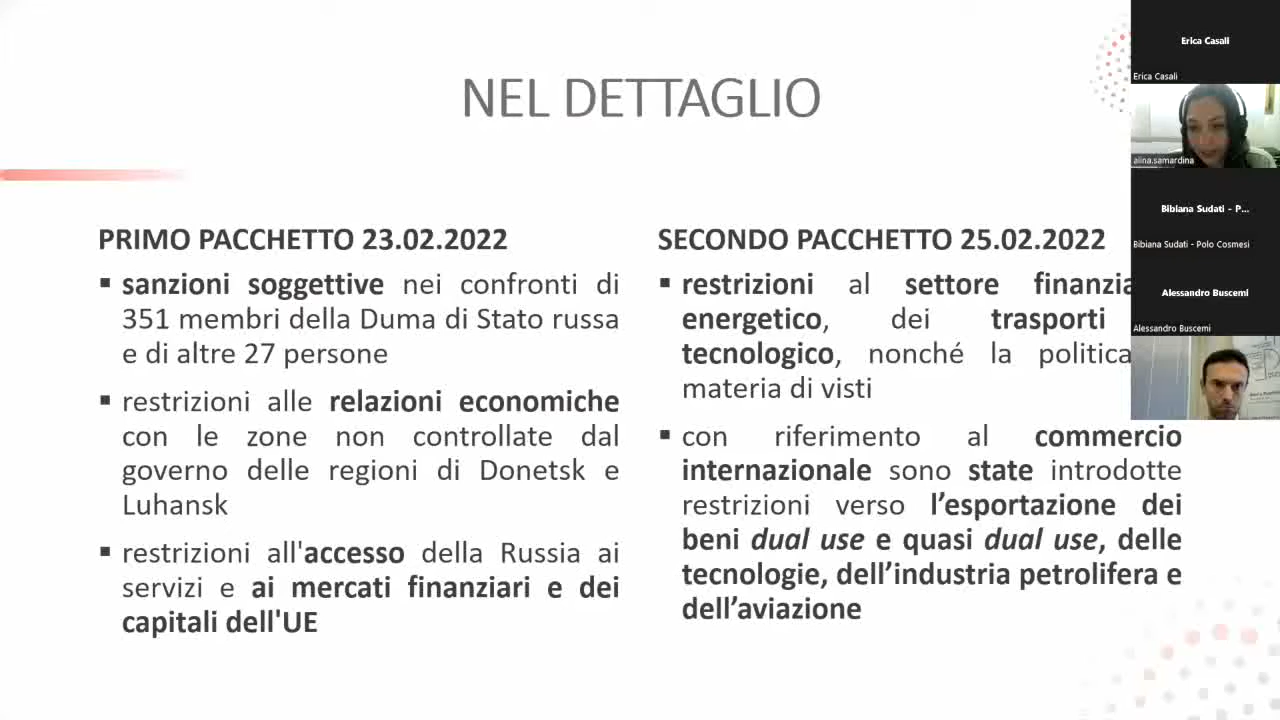 NEL DETTAGLIO
PRIMO PACCHETTO 23.02.2022
▪ sanzioni soggettive nei confronti di
351 membri della Duma di Stato russa
e di altre 27 persone
▪ restrizioni alle relazioni economiche
con le zone non controllate dal
governo delle regioni di Donetsk e
Luhansk
▪ restrizioni all'accesso della Russia ai
servizi e ai mercati finanziari e dei
capitali dell'UE
SECONDO PACCHETTO 25.02.2022
▪ restrizioni al settore
energetico, dei trasporti
tecnologico, nonché la politica
materia di visti
▪ con riferimento al commercio
internazionale sono state introdotte
restrizioni verso l’esportazione dei
beni dual use e quasi dual use, delle
tecnologie, dell’industria petrolifera e
dell’aviazione
Erica Casali
Erica Casali
alina.samardina
Bibiana Sudati - P...
Bibiana Sudati - Polo Cosmesi
Alessandro Buscemi
Alessandro Buscemi